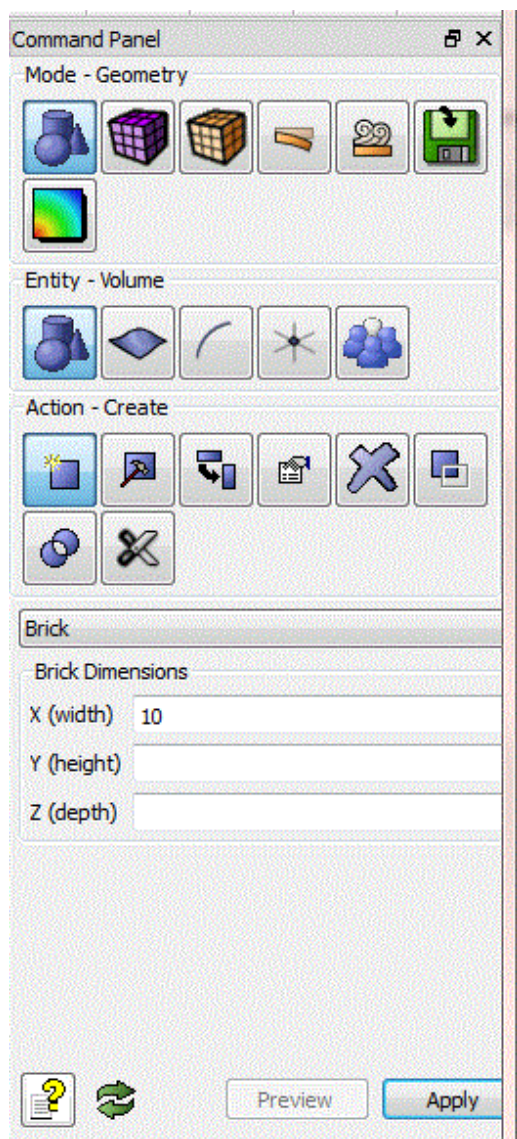 Command Panel
Mode - Geometry
Entity - Volume
Action - Create
Brick
Brick Dimensions
X (width) 10
Y (height)
Z (depth)
Preview Apply